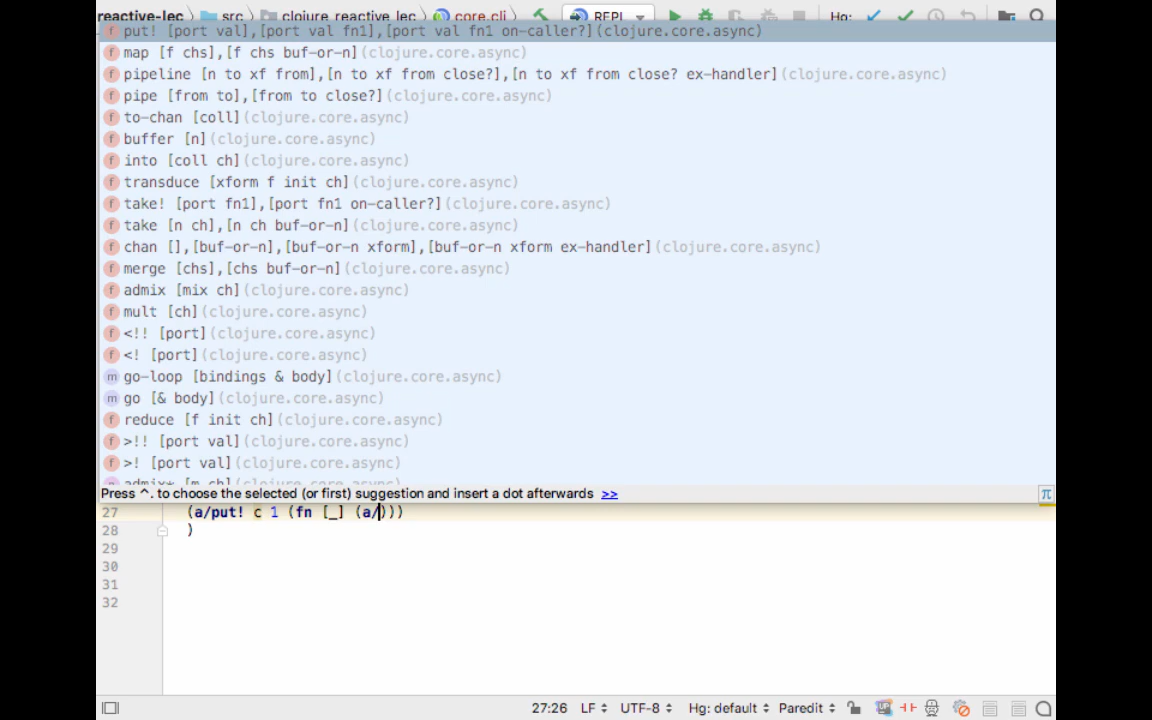 reactive-lec src clojure_reactive_lec core.clj REPL Hg:
put! [port val],[port val fn1],[port val fn1 on-caller?](clojure.core.async)
map [f chs],[f chs buf-or-n](clojure.core.async)
pipeline [n to xf from],[n to xf from close?],[n to xf from close? ex-handler](clojure.core.async)
pipe [from to],[from to close?](clojure.core.async)
to-chan [coll](clojure.core.async)
buffer [n](clojure.core.async)
into [coll ch](clojure.core.async)
transduce [xform f init ch](clojure.core.async)
take! [port fn1],[port fn1 on-caller?](clojure.core.async)
take [n ch],[n ch buf-or-n](clojure.core.async)
chan [],[buf-or-n],[buf-or-n xform],[buf-or-n xform ex-handler](clojure.core.async)
merge [chs],[chs buf-or-n](clojure.core.async)
admix [mix ch](clojure.core.async)
mult [ch](clojure.core.async)
<!! [port](clojure.core.async)
<! [port](clojure.core.async)
go-loop [bindings & body](clojure.core.async)
go [& body](clojure.core.async)
reduce [f init ch](clojure.core.async)
>!! [port val](clojure.core.async)
>! [port val](clojure.core.async)
admix* [m ch](clojure.core.async)
Press ^. to choose the selected (or first) suggestion and insert a dot afterwards >> π
27 (a/put! c 1 (fn [_] (a/)))
28 )
29
30
31
32
27:26 LF UTF-8 Hg: default Paredit